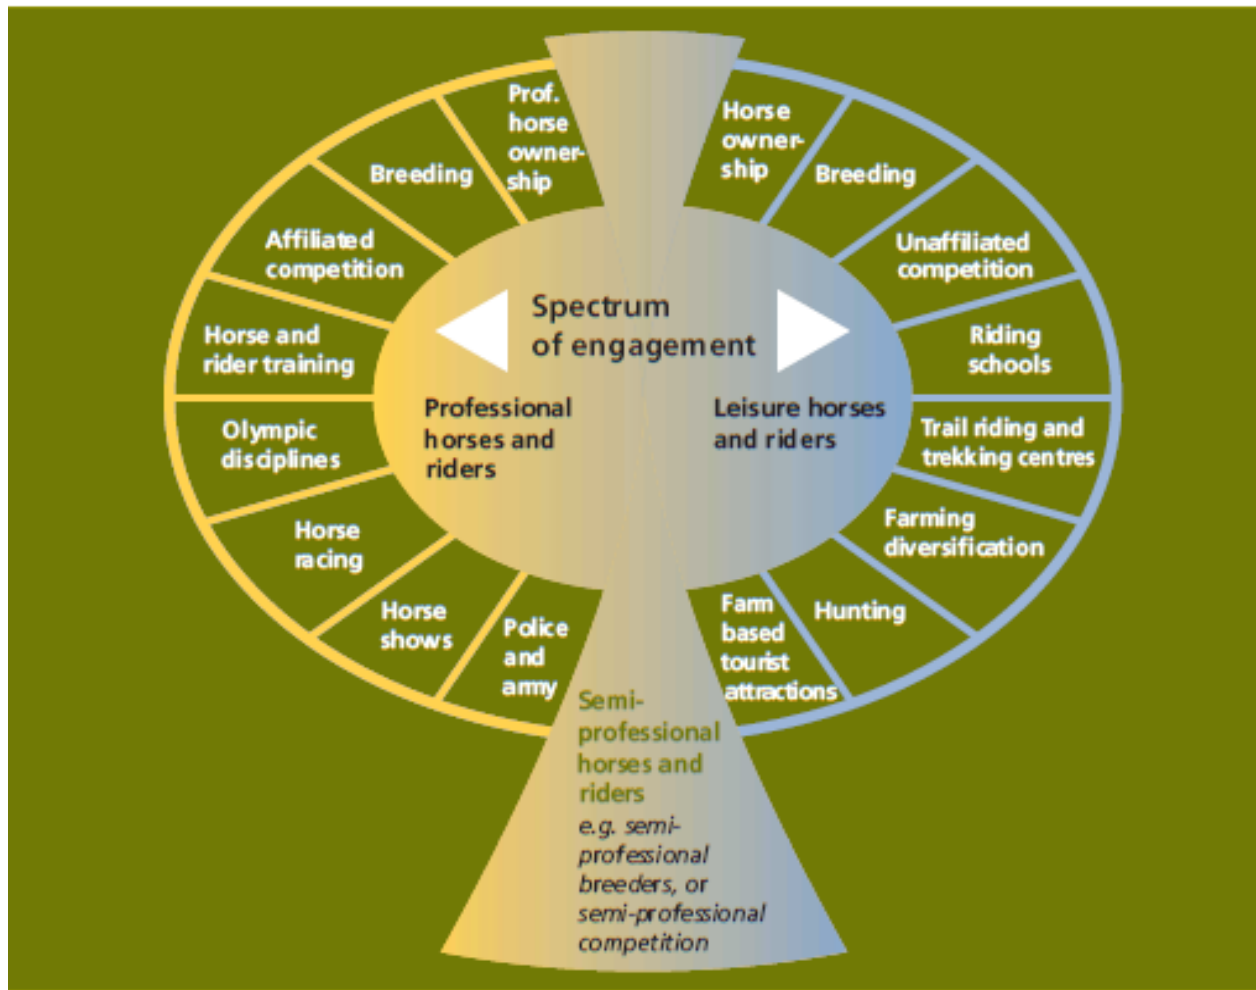 Prof.
horse
owner-
ship
Breeding
Affiliated
competition
Horse and
rider training
Olympic
disciplines
Horse
racing
Horse
shows
Police
and
army
Spectrum
of engagement
Professional
horses and
riders
Leisure horses
and riders
Horse
owner-
ship
Breeding
Unaffiliated
competition
Riding
schools
Trail riding and
trekking centres
Farming
diversification
Hunting
Farm
based
tourist
attractions
Semi-
professional
horses and
riders
e.g. semi-
professional
breeders, or
semi-professional
competition